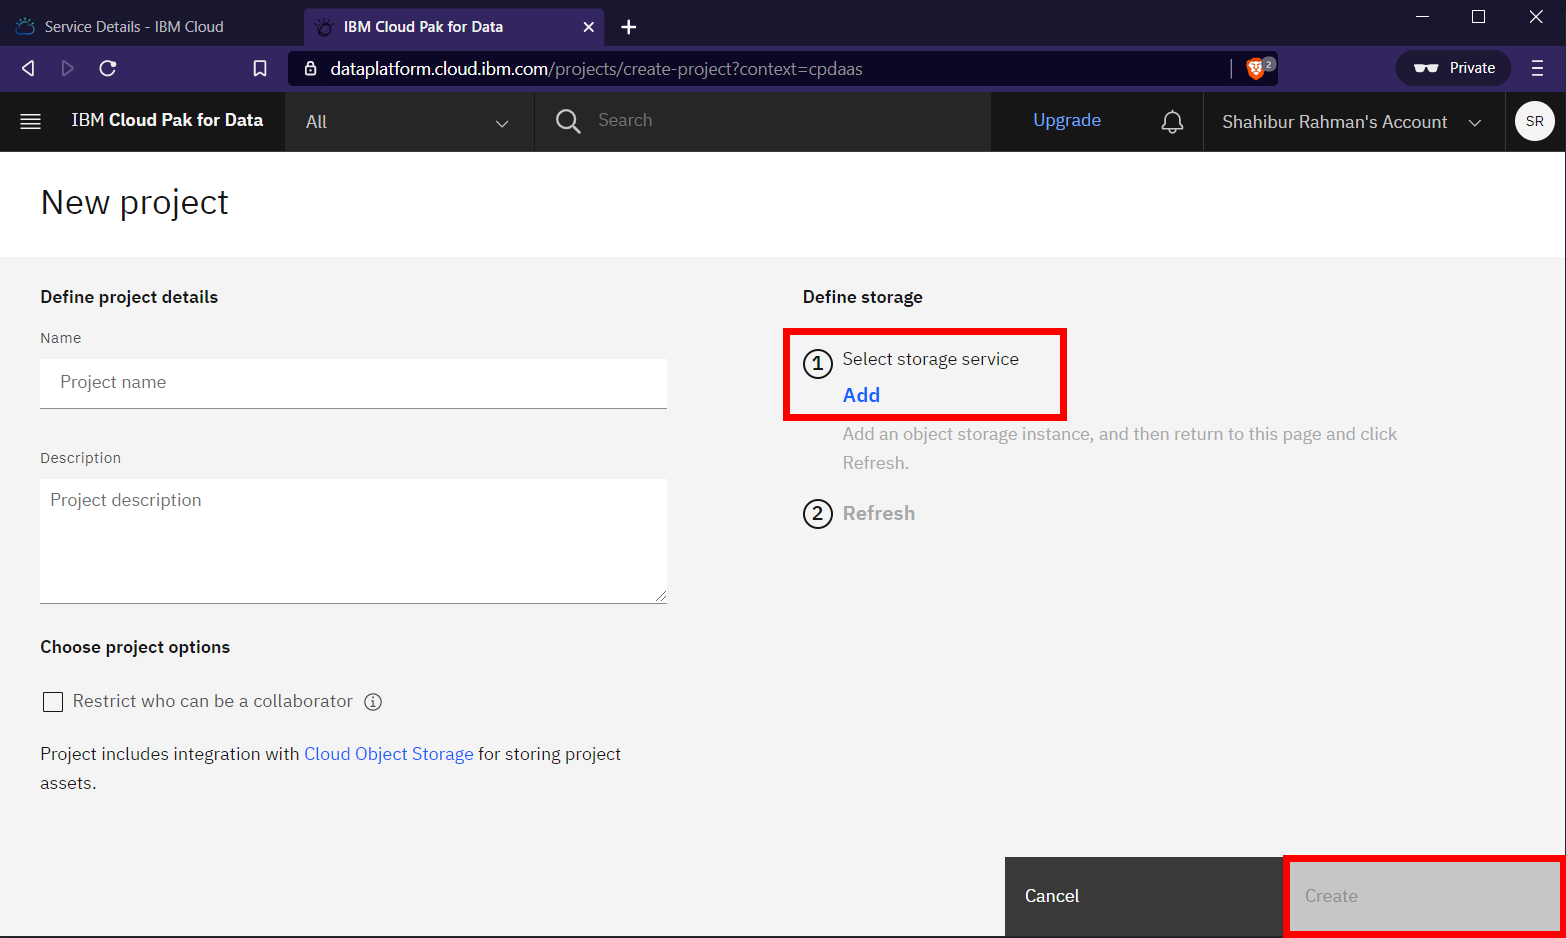 Service Details - IBM Cloud
IBM Cloud Pak for Data
dataplatform.cloud.ibm.com/projects/create-project?context=cpdaas
2
Private
IBM Cloud Pak for Data
All
Search
Upgrade
Shahibur Rahman's Account
SR
New project
Define project details
Name
Project name
Description
Project description
Choose project options
Restrict who can be a collaborator
Project includes integration with Cloud Object Storage for storing project
assets.
Define storage
1 Select storage service
Add
Add an object storage instance, and then return to this page and click
Refresh.
2 Refresh
Cancel
Create